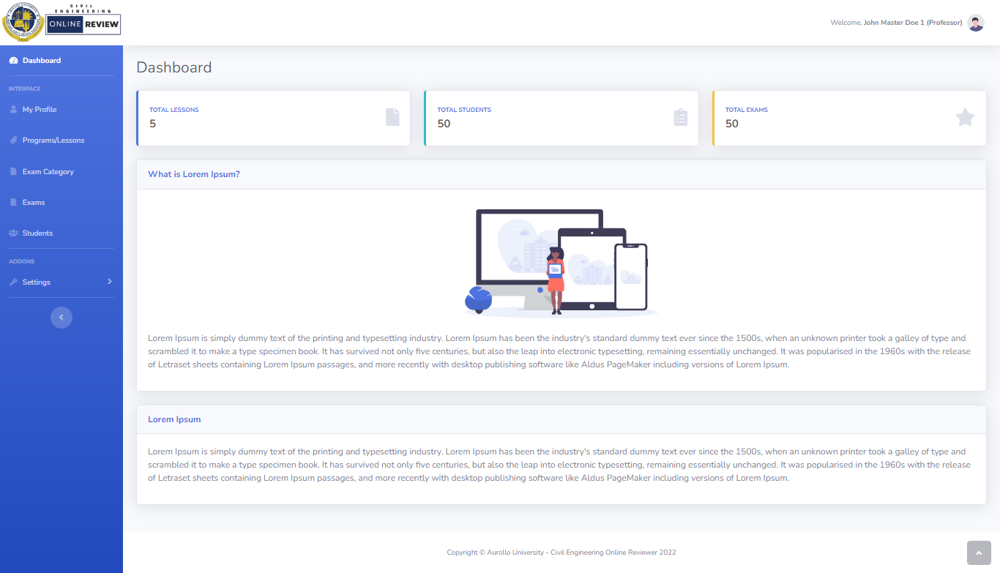 CIVIL
ENGINEERING
ONLINE REVIEW
Welcome, John Master Doe 1 (Professor)
Dashboard
INTERFACE
My Profile
Programs/Lessons
Exam Category
Exams
Students
ADDONS
Settings
Dashboard
TOTAL LESSONS
5
TOTAL STUDENTS
50
TOTAL EXAMS
50
What is Lorem Ipsum?
Lorem Ipsum is simply dummy text of the printing and typesetting industry. Lorem Ipsum has been the industry's standard dummy text ever since the 1500s, when an unknown printer took a galley of type and
scrambled it to make a type specimen book. It has survived not only five centuries, but also the leap into electronic typesetting, remaining essentially unchanged. It was popularised in the 1960s with the release
of Letraset sheets containing Lorem Ipsum passages, and more recently with desktop publishing software like Aldus PageMaker including versions of Lorem Ipsum.
Lorem Ipsum
Lorem Ipsum is simply dummy text of the printing and typesetting industry. Lorem Ipsum has been the industry's standard dummy text ever since the 1500s, when an unknown printer took a galley of type and
scrambled it to make a type specimen book. It has survived not only five centuries, but also the leap into electronic typesetting, remaining essentially unchanged. It was popularised in the 1960s with the release
of Letraset sheets containing Lorem Ipsum passages, and more recently with desktop publishing software like Aldus PageMaker including versions of Lorem Ipsum.
Copyright © Aurollo University - Civil Engineering Online Reviewer 2022